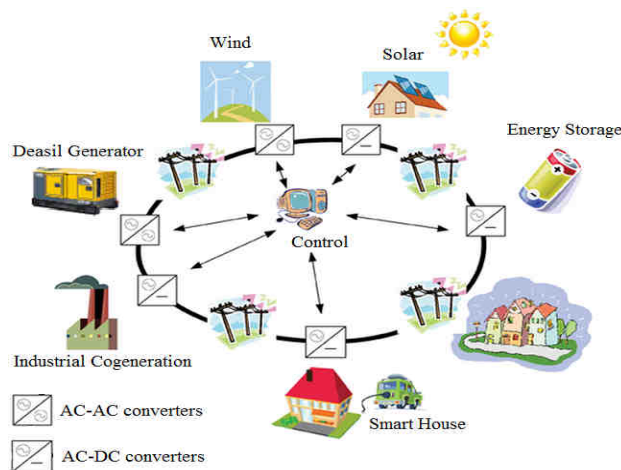 Wind
Solar
Energy Storage
Deasil Generator
Control
Industrial Cogeneration
Smart House
AC-AC converters
AC-DC converters